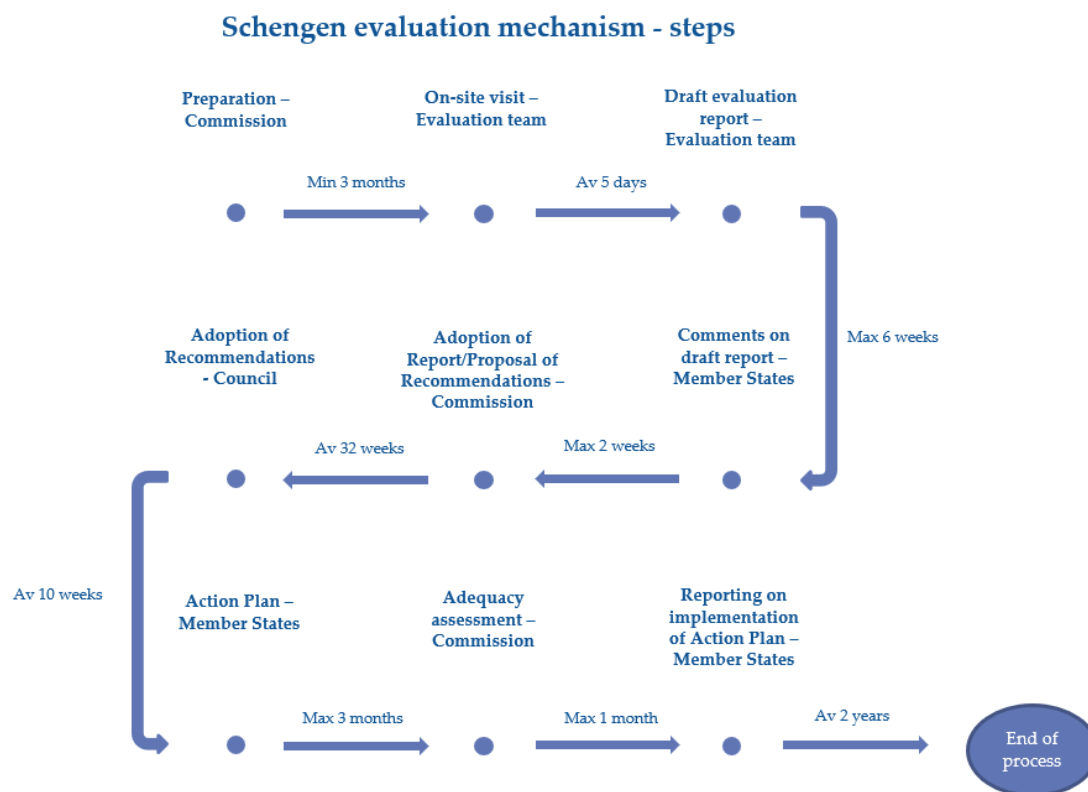 Schengen evaluation mechanism - steps
Preparation –
Commission
On-site visit –
Evaluation team
Draft evaluation
report –
Evaluation team
Min 3 months
Av 5 days
Max 6 weeks
Comments on
draft report –
Member States
Adoption of
Report/Proposal of
Recommendations –
Commission
Adoption of
Recommendations
- Council
Max 2 weeks
Av 32 weeks
Av 10 weeks
Action Plan –
Member States
Adequacy
assessment –
Commission
Reporting on
implementation
of Action Plan –
Member States
Max 3 months
Max 1 month
Av 2 years
End of
process